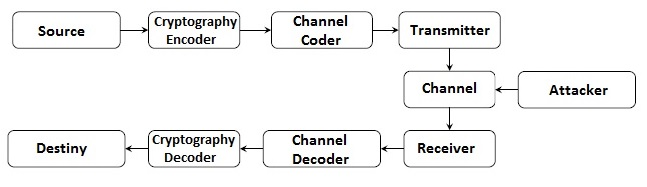 Source
Cryptography
Encoder
Channel
Coder
Transmitter
Channel
Attacker
Destiny
Cryptography
Decoder
Channel
Decoder
Receiver